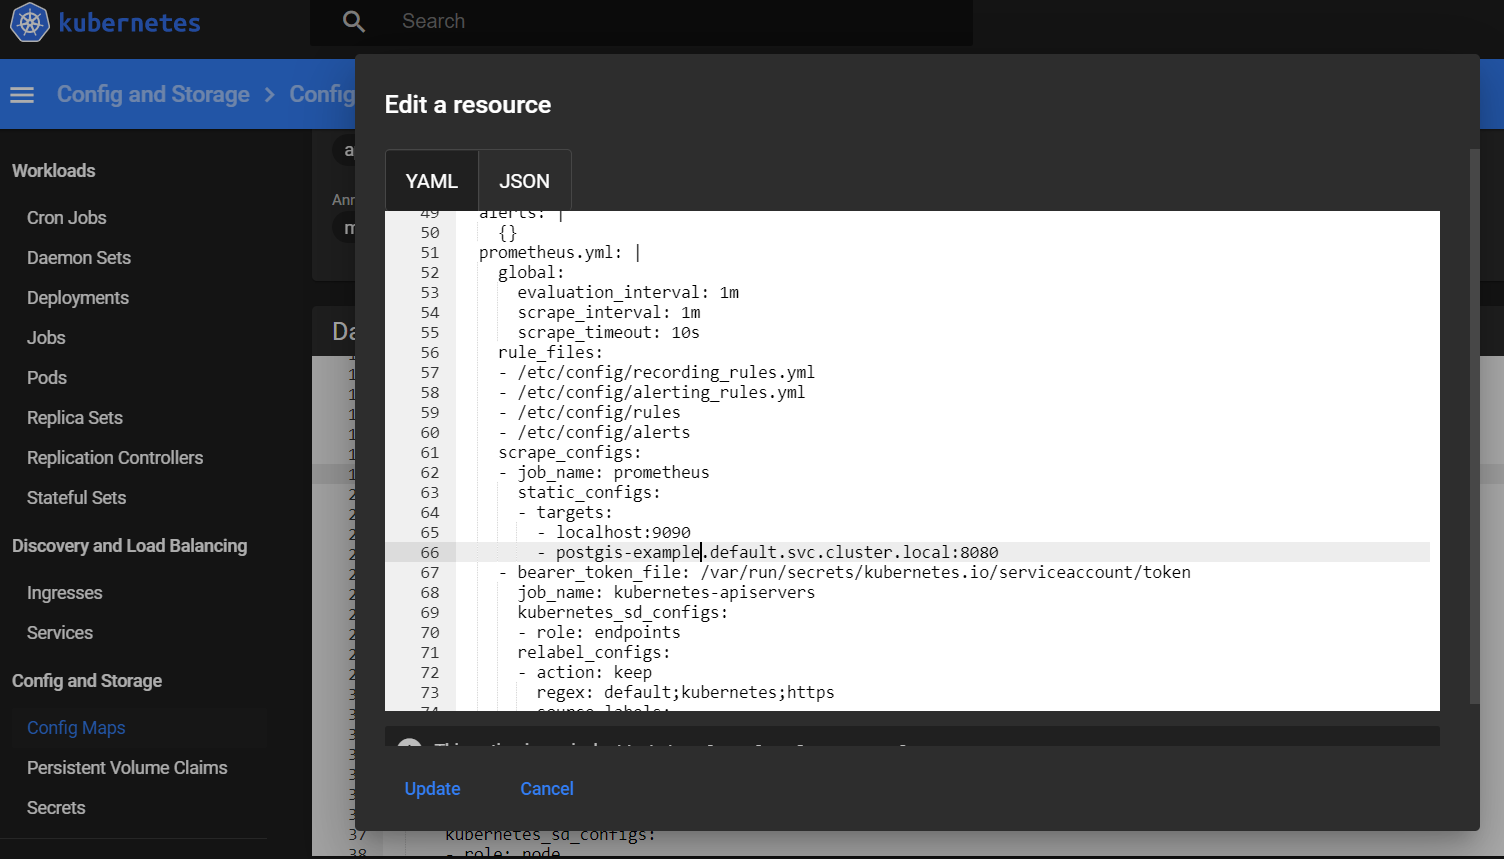 kubernetes
Search
Config and Storage > Config
Edit a resource
YAML
JSON
Workloads
Cron Jobs
Daemon Sets
Deployments
Jobs
Pods
Replica Sets
Replication Controllers
Stateful Sets
Discovery and Load Balancing
Ingresses
Services
Config and Storage
Config Maps
Persistent Volume Claims
Secrets
49 alerts: |
50 {}
51 prometheus.yml: |
52 global:
53 evaluation_interval: 1m
54 scrape_interval: 1m
55 scrape_timeout: 10s
56 rule_files:
57 - /etc/config/recording_rules.yml
58 - /etc/config/alerting_rules.yml
59 - /etc/config/rules
60 - /etc/config/alerts
61 scrape_configs:
62 - job_name: prometheus
63 static_configs:
64 - targets:
65 - localhost:9090
66 - postgis-example.default.svc.cluster.local:8080
67 - bearer_token_file: /var/run/secrets/kubernetes.io/serviceaccount/token
68 job_name: kubernetes-apiservers
69 kubernetes_sd_configs:
70 - role: endpoints
71 relabel_configs:
72 - action: keep
73 regex: default;kubernetes;https
74 source_labels:
Update
Cancel
37 kubernetes_sd_configs:
38 - role: node